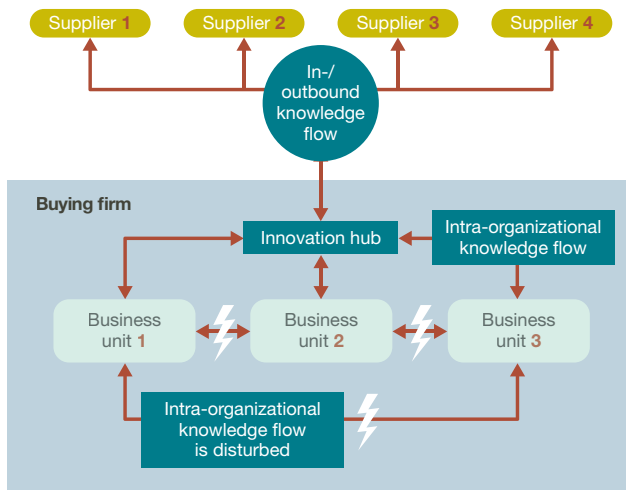 Supplier 1
Supplier 2
Supplier 3
Supplier 4
In-/
outbound
knowledge
flow
Buying firm
Innovation hub
Intra-organizational
knowledge flow
Business
unit 1
Business
unit 2
Business
unit 3
Intra-organizational
knowledge flow
is disturbed